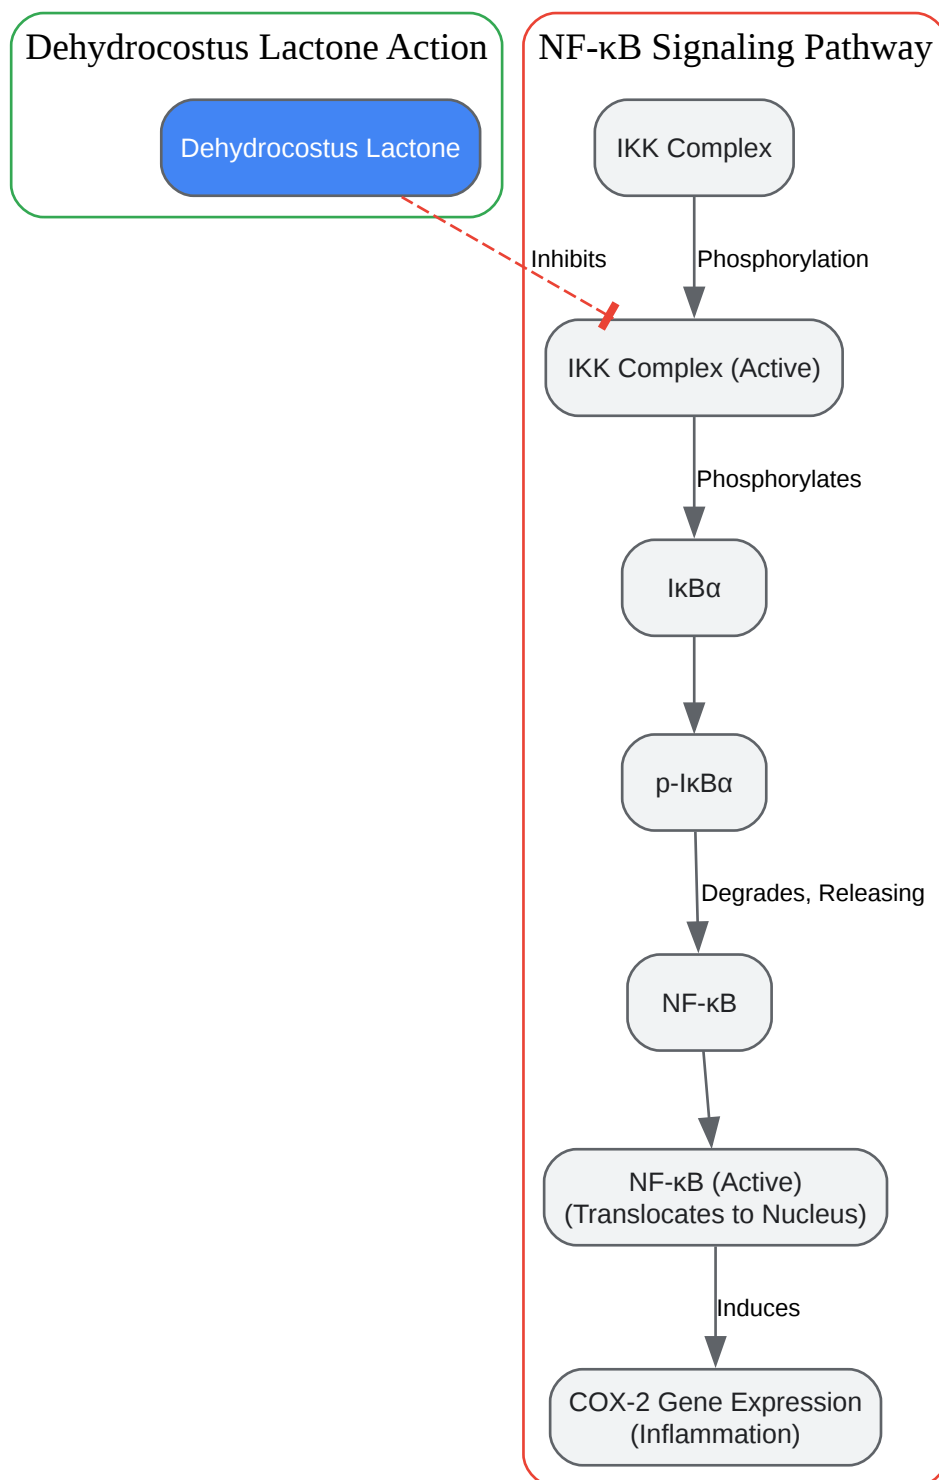 Dehydrocostus Lactone Action
Dehydrocostus Lactone
NF-κB Signaling Pathway
IKK Complex
Inhibits
Phosphorylation
IKK Complex (Active)
Phosphorylates
IκBα
p-IκBα
Degrades, Releasing
NF-κB
NF-κB (Active)
(Translocates to Nucleus)
Induces
COX-2 Gene Expression
(Inflammation)